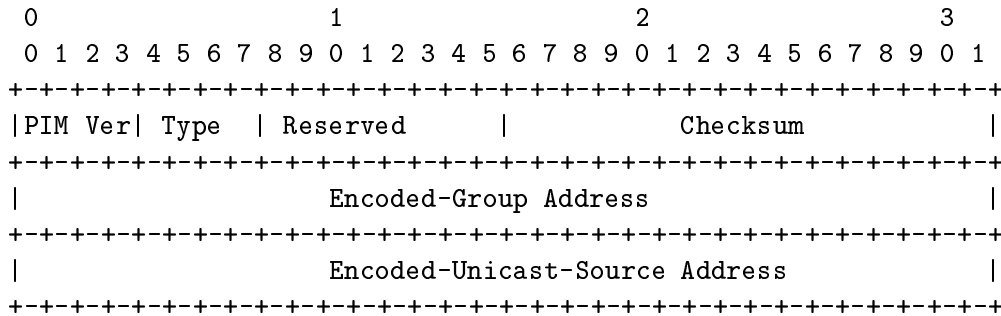 0                   1                   2                   3
0 1 2 3 4 5 6 7 8 9 0 1 2 3 4 5 6 7 8 9 0 1 2 3 4 5 6 7 8 9 0 1
+-+-+-+-+-+-+-+-+-+-+-+-+-+-+-+-+-+-+-+-+-+-+-+-+-+-+-+-+-+-+-+-+
|PIM Ver| Type  | Reserved      |           Checksum            |
+-+-+-+-+-+-+-+-+-+-+-+-+-+-+-+-+-+-+-+-+-+-+-+-+-+-+-+-+-+-+-+-+
|                    Encoded-Group Address                      |
+-+-+-+-+-+-+-+-+-+-+-+-+-+-+-+-+-+-+-+-+-+-+-+-+-+-+-+-+-+-+-+-+
|                    Encoded-Unicast-Source Address             |
+-+-+-+-+-+-+-+-+-+-+-+-+-+-+-+-+-+-+-+-+-+-+-+-+-+-+-+-+-+-+-+-+